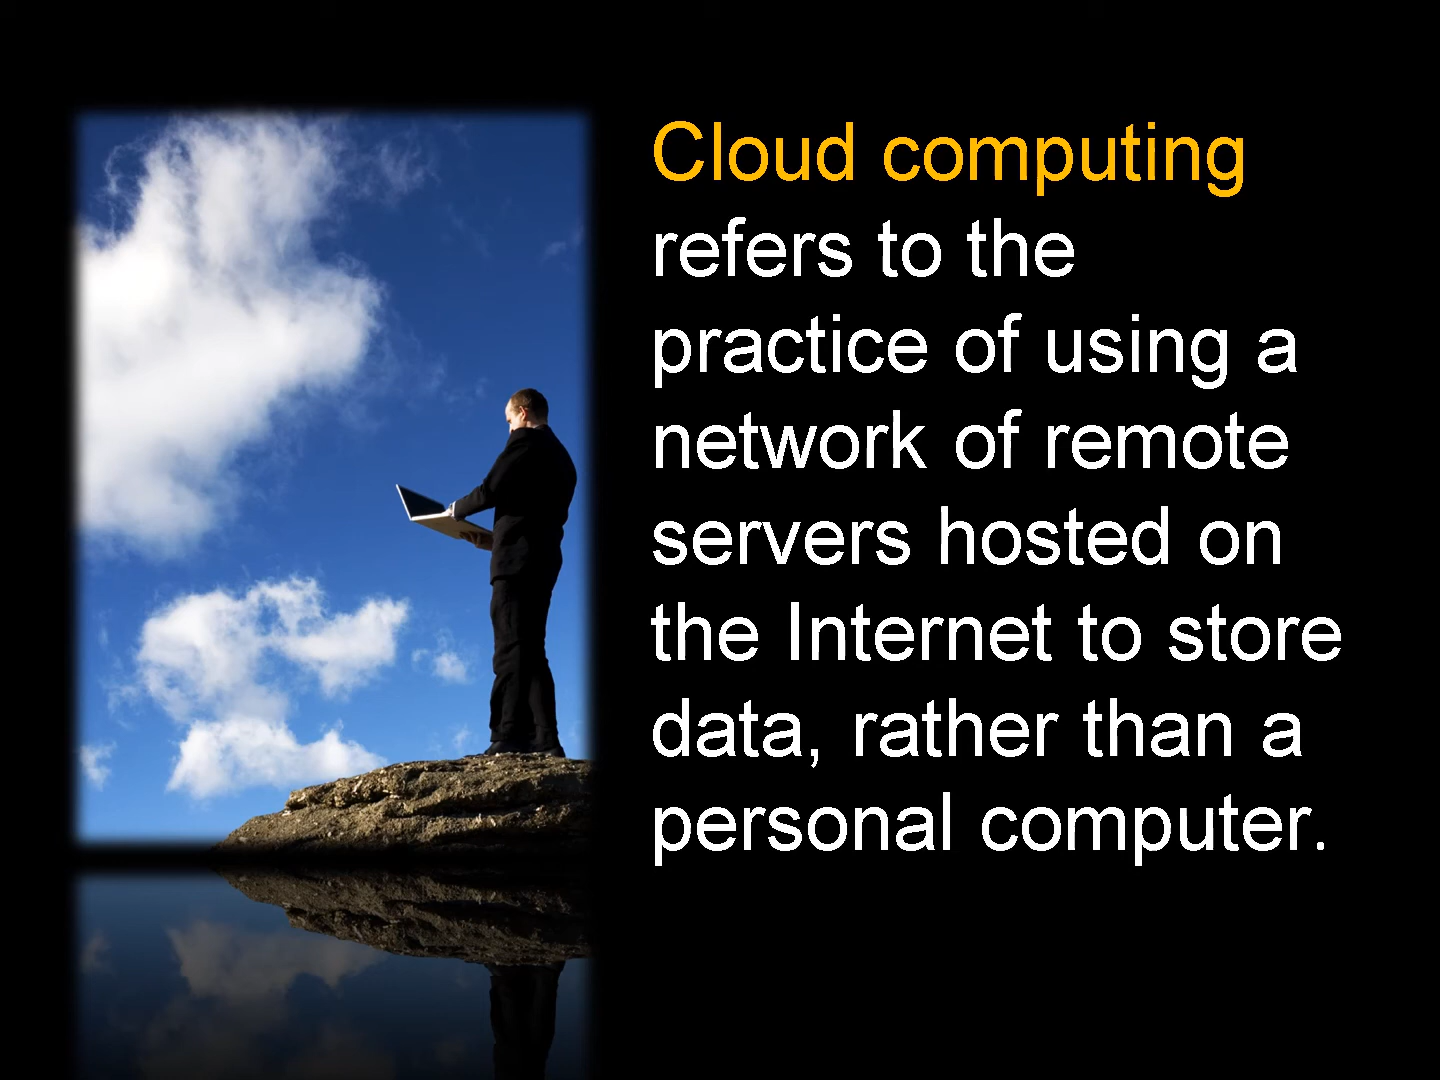 Cloud computing
refers to the
practice of using a
network of remote
servers hosted on
the Internet to store
data, rather than a
personal computer.